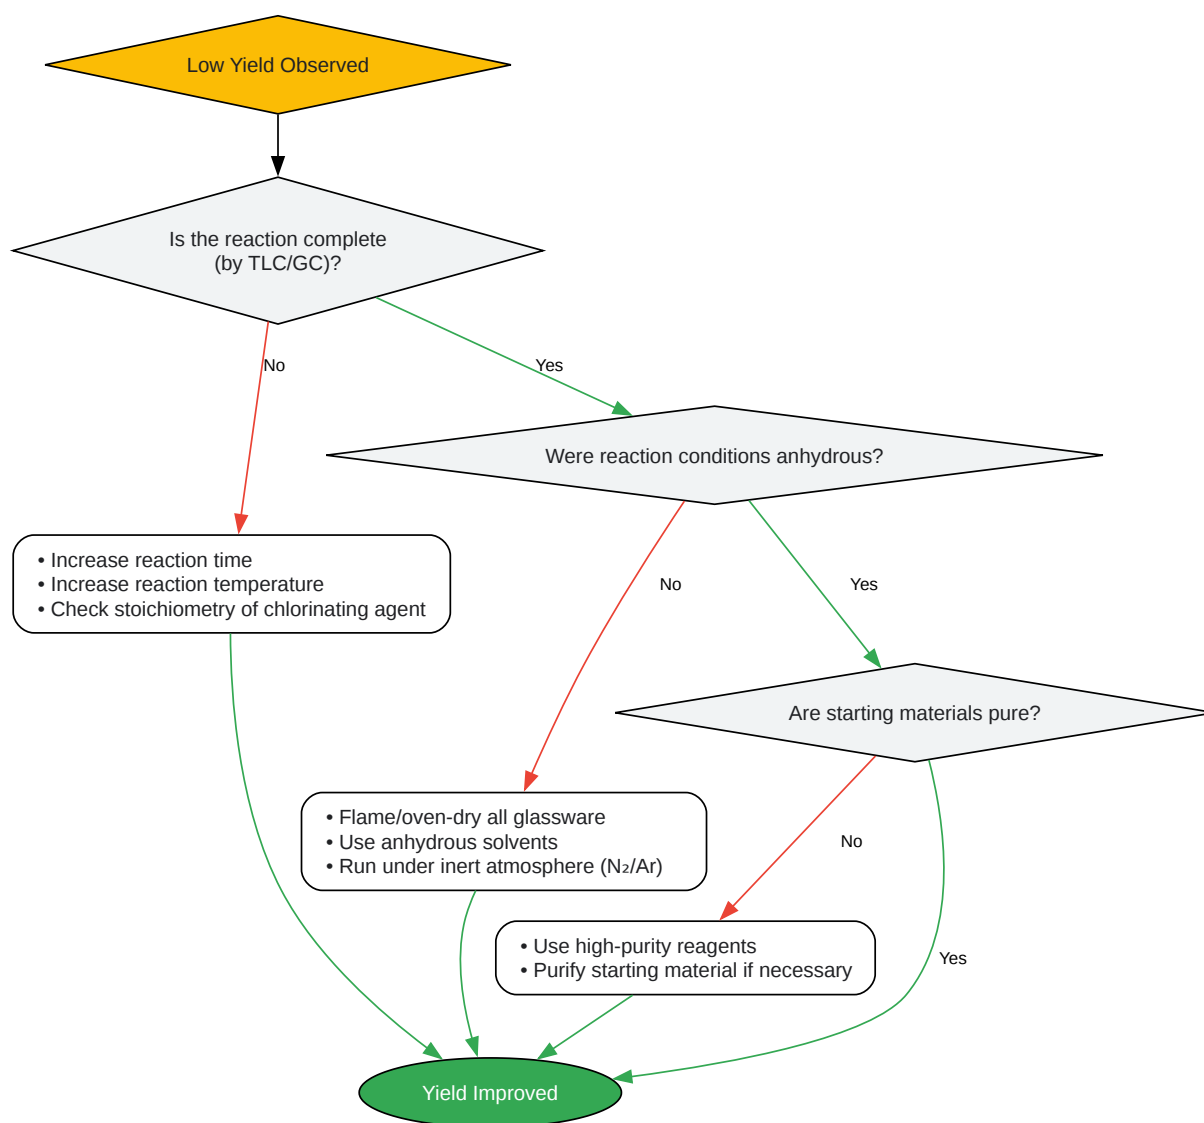 Low Yield Observed
Is the reaction complete
(by TLC/GC)?
No
Yes
Were reaction conditions anhydrous?
• Increase reaction time
• Increase reaction temperature
• Check stoichiometry of chlorinating agent
No
Yes
Are starting materials pure?
• Flame/oven-dry all glassware
• Use anhydrous solvents
• Run under inert atmosphere (N₂/Ar)
No
• Use high-purity reagents
• Purify starting material if necessary
Yes
Yield Improved